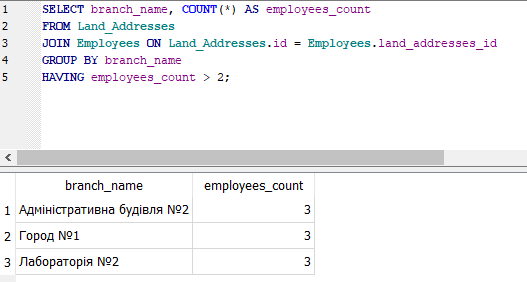 1 SELECT branch_name, COUNT(*) AS employees_count
2 FROM Land_Addresses
3 JOIN Employees ON Land_Addresses.id = Employees.land_addresses_id
4 GROUP BY branch_name
5 HAVING employees_count > 2;
branch_name employees_count
1 Адміністративна будівля №2 3
2 Город №1 3
3 Лабораторія №2 3